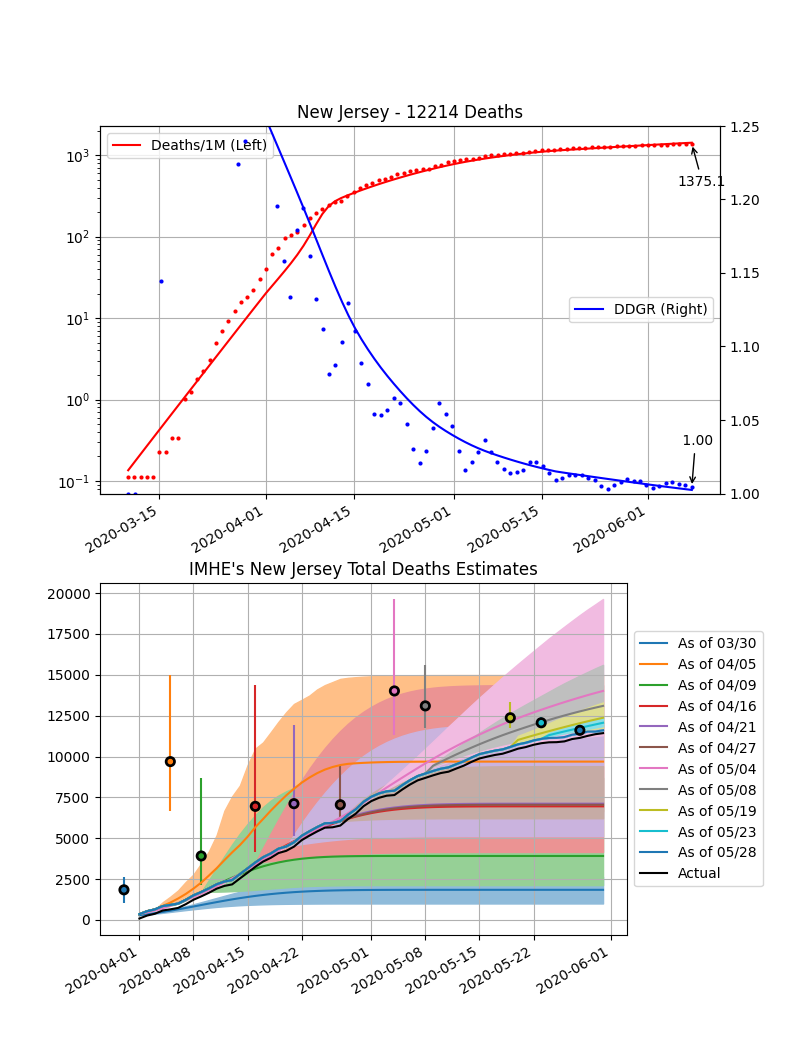 New Jersey - 12214 Deaths
Deaths/1M (Left)
DDGR (Right)
1375.1
1.00
10³
10²
10¹
10⁰
10⁻¹
1.25
1.20
1.15
1.10
1.05
1.00
2020-03-15
2020-04-01
2020-04-15
2020-05-01
2020-05-15
2020-06-01
IMHE's New Jersey Total Deaths Estimates
20000
17500
15000
12500
10000
7500
5000
2500
0
2020-04-01
2020-04-08
2020-04-15
2020-04-22
2020-05-01
2020-05-08
2020-05-15
2020-05-22
2020-06-01
As of 03/30
As of 04/05
As of 04/09
As of 04/16
As of 04/21
As of 04/27
As of 05/04
As of 05/08
As of 05/19
As of 05/23
As of 05/28
Actual